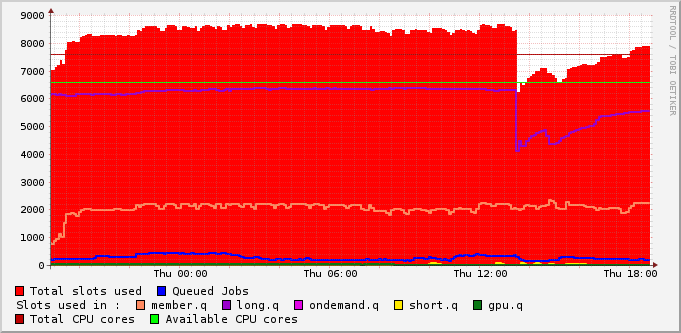 RRDTOOL / TOBI OETIKER
9000
8000
7000
6000
5000
4000
3000
2000
1000
0
Thu 00:00 Thu 06:00 Thu 12:00 Thu 18:00
Total slots used Queued Jobs
Slots used in : member.q long.q ondemand.q short.q gpu.q
Total CPU cores Available CPU cores